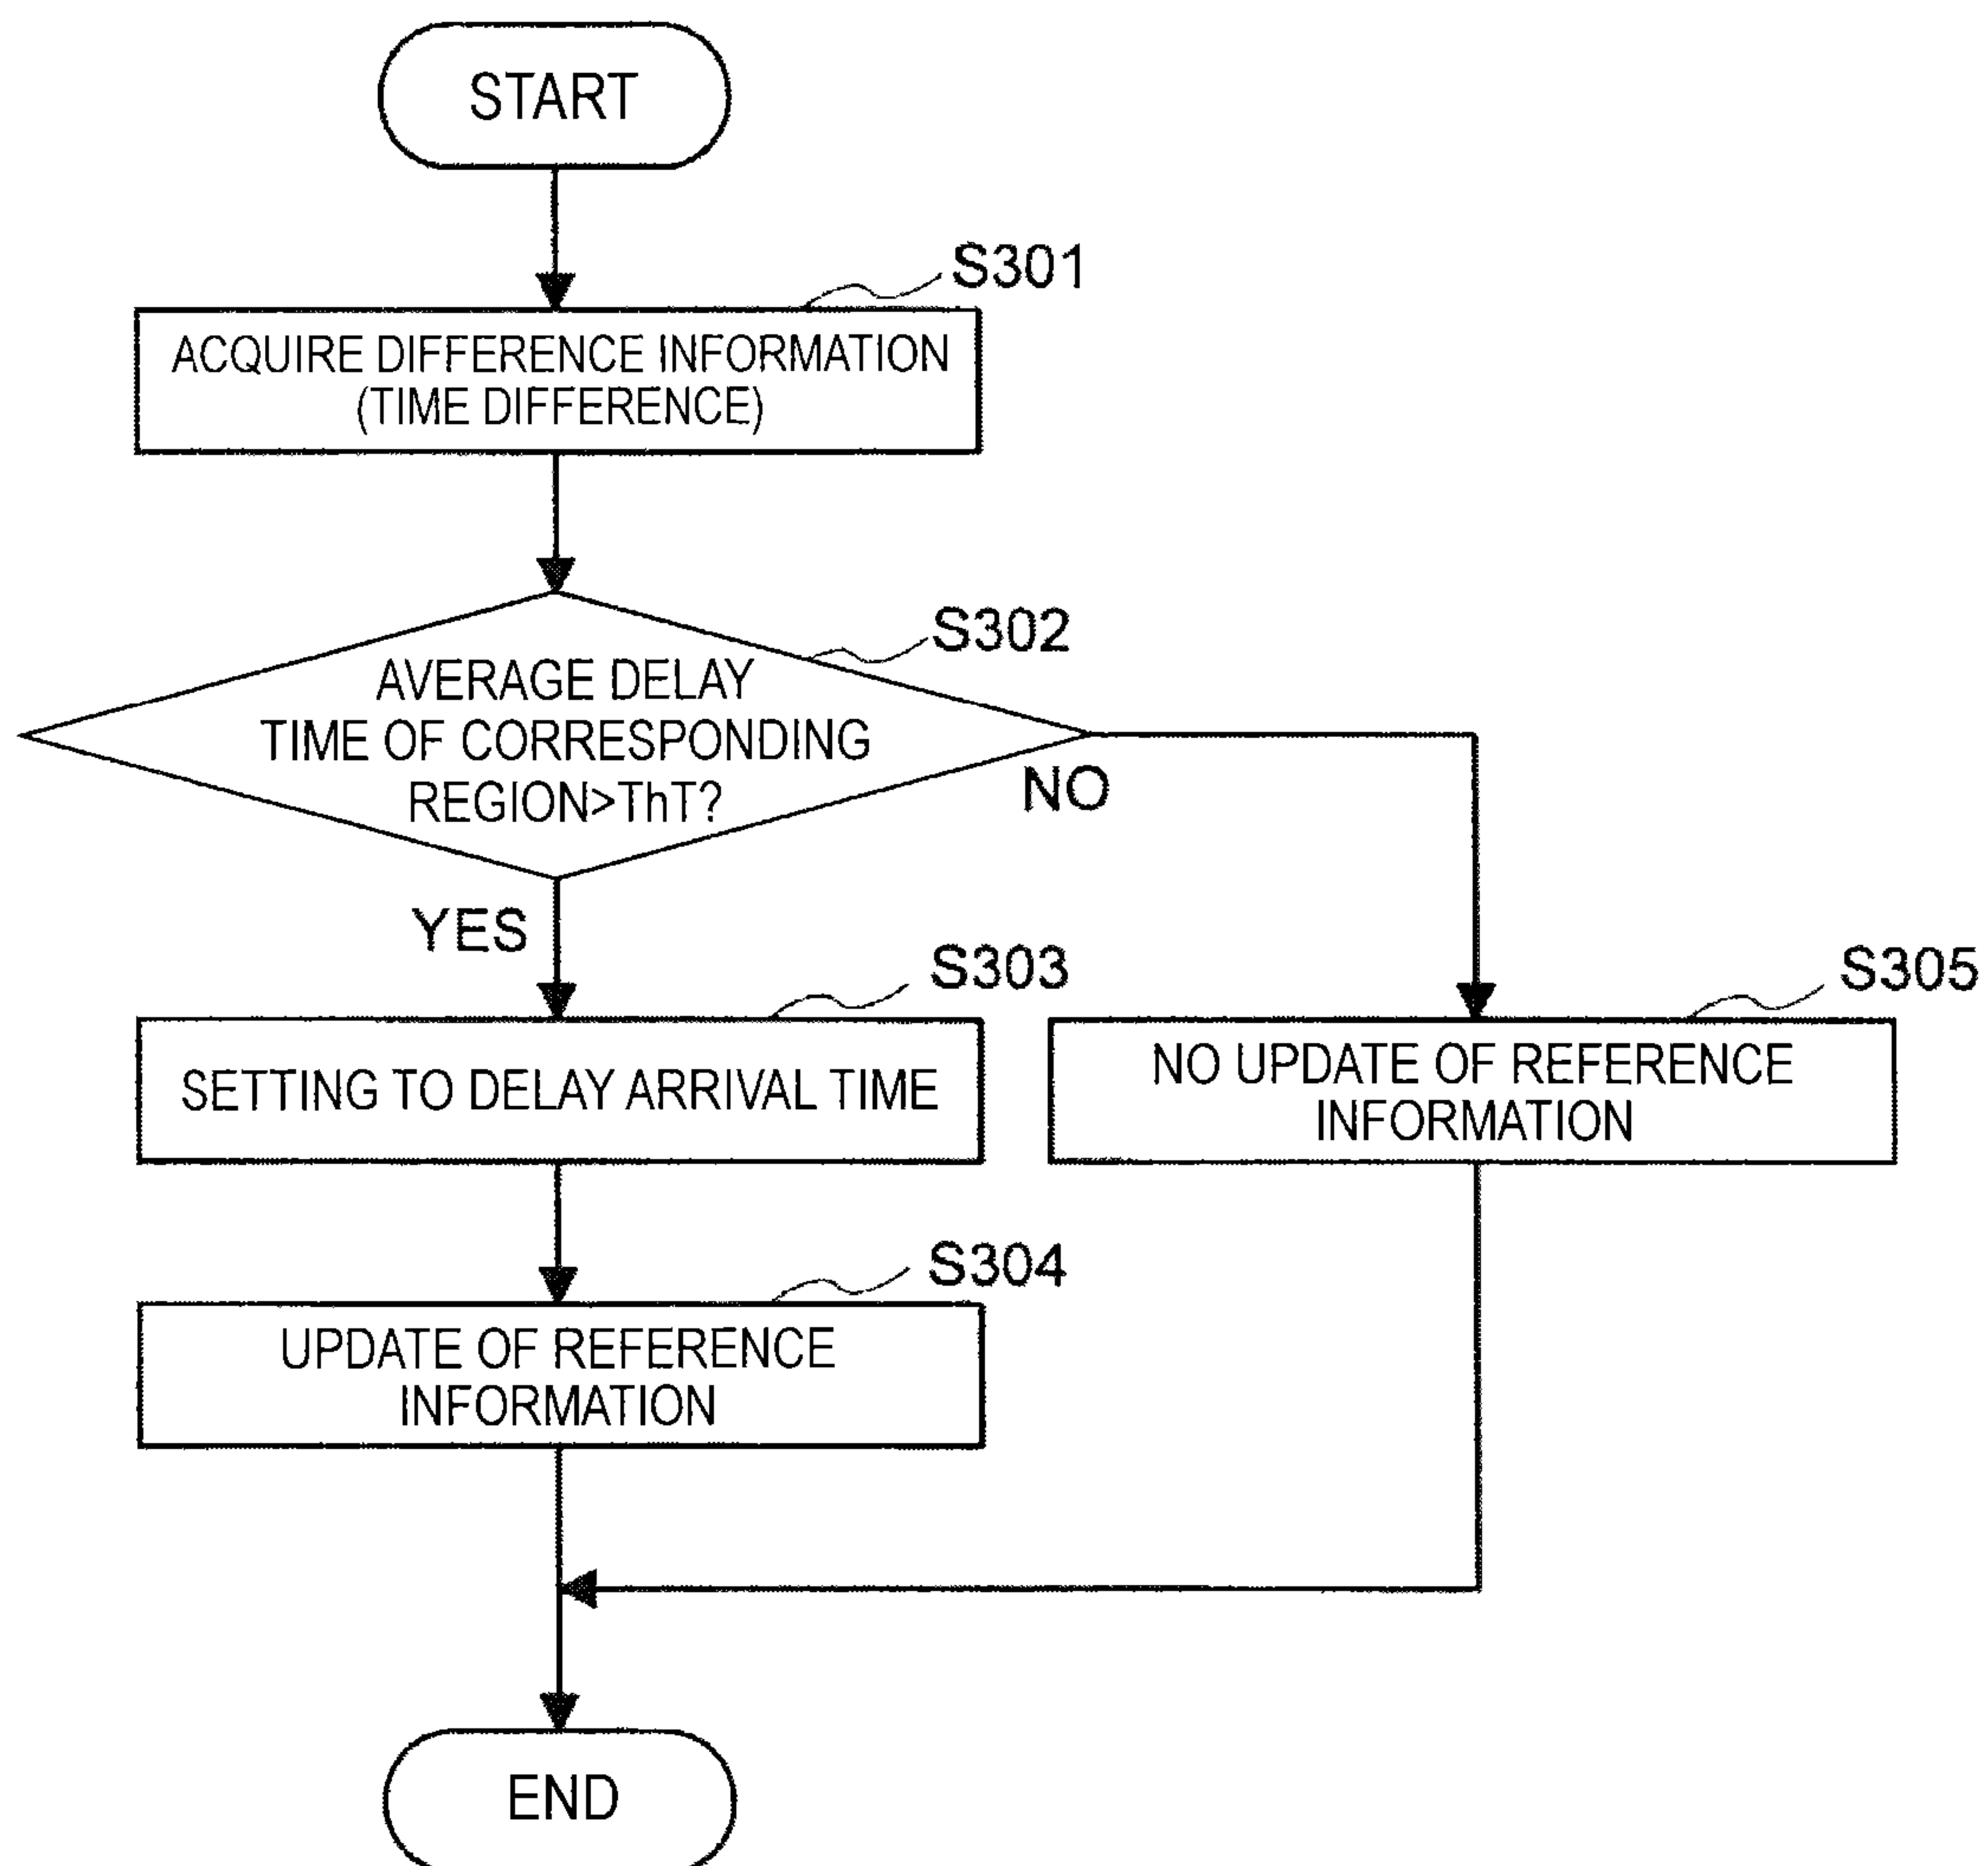 START
S301
ACQUIRE DIFFERENCE INFORMATION
(TIME DIFFERENCE)
S302
AVERAGE DELAY
TIME OF CORRESPONDING
REGION>ThT?
NO
YES
S303
SETTING TO DELAY ARRIVAL TIME
S305
NO UPDATE OF REFERENCE
INFORMATION
S304
UPDATE OF REFERENCE
INFORMATION
END